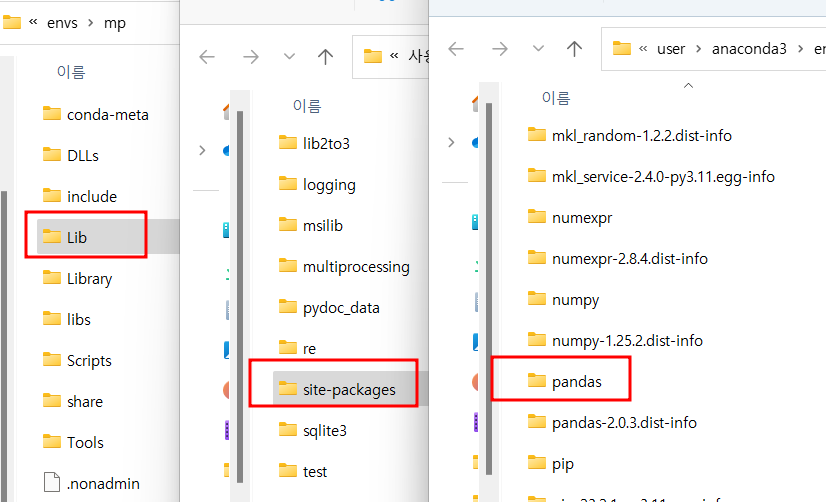 « envs › mp
이름
conda-meta
DLLs
include
Lib
Library
libs
Scripts
share
Tools
.nonadmin
« 사용
이름
lib2to3
logging
msilib
multiprocessing
pydoc_data
re
site-packages
sqlite3
test
« user › anaconda3 › en
이름
mkl_random-1.2.2.dist-info
mkl_service-2.4.0-py3.11.egg-info
numexpr
numexpr-2.8.4.dist-info
numpy
numpy-1.25.2.dist-info
pandas
pandas-2.0.3.dist-info
pip